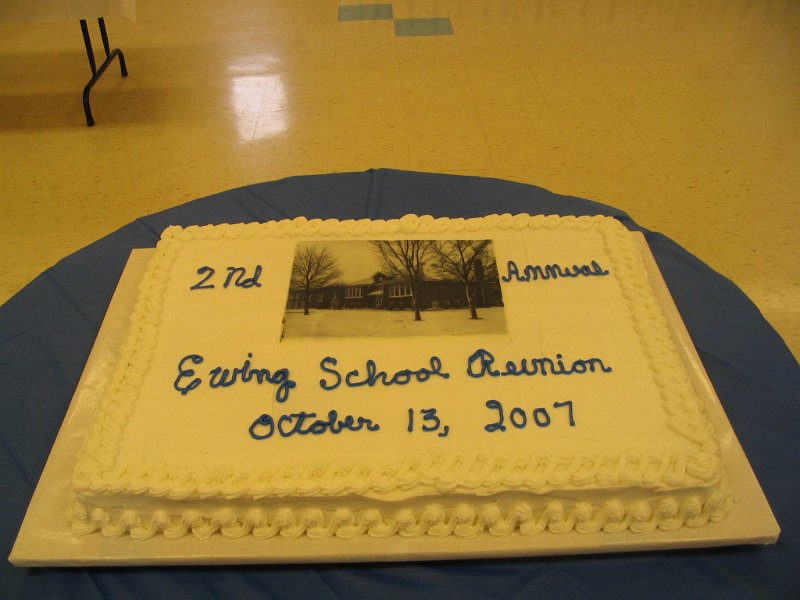 2nd Annual
Ewing School Reunion
October 13, 2007